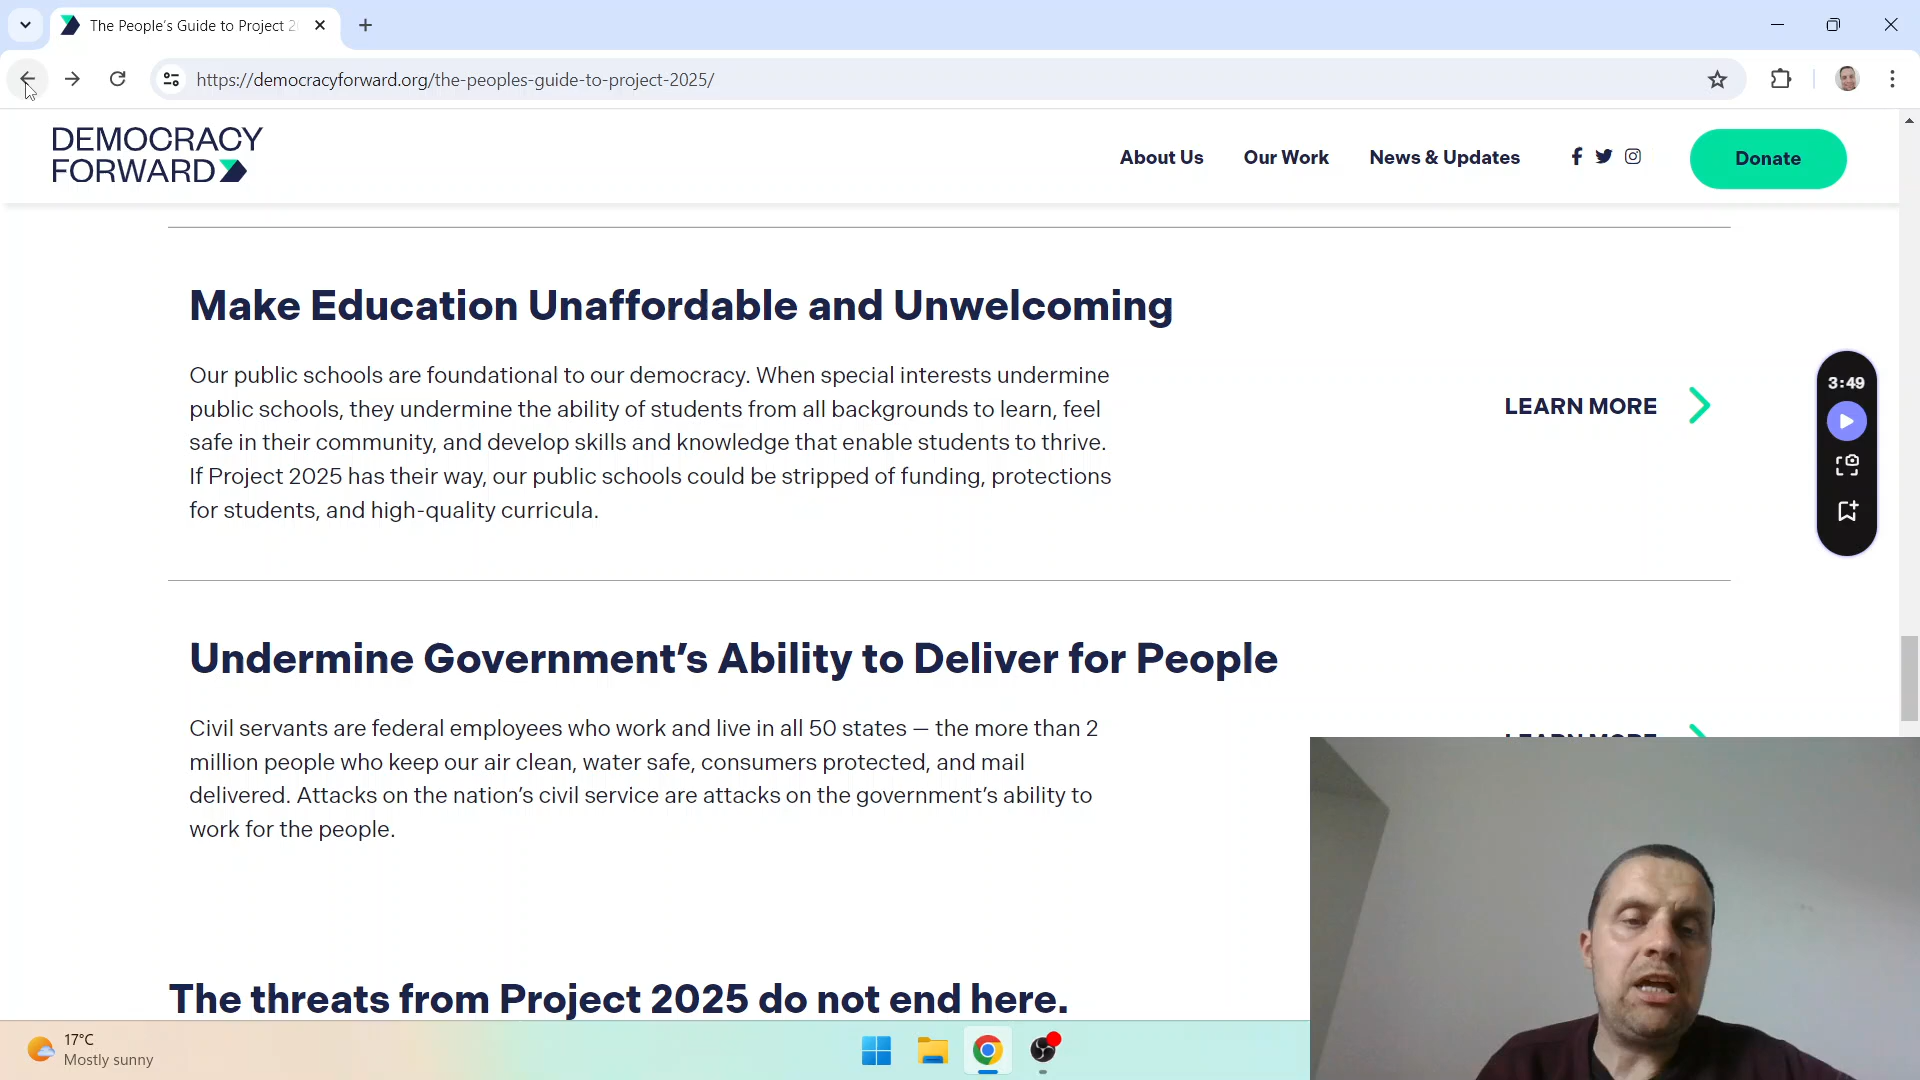 The People's Guide to Project 2
https://democracyforward.org/the-peoples-guide-to-project-2025/
DEMOCRACY
FORWARD
About Us
Our Work
News & Updates
Donate
Make Education Unaffordable and Unwelcoming
Our public schools are foundational to our democracy. When special interests undermine
public schools, they undermine the ability of students from all backgrounds to learn, feel
safe in their community, and develop skills and knowledge that enable students to thrive.
If Project 2025 has their way, our public schools could be stripped of funding, protections
for students, and high-quality curricula.
LEARN MORE
3:49
Undermine Government's Ability to Deliver for People
Civil servants are federal employees who work and live in all 50 states — the more than 2
million people who keep our air clean, water safe, consumers protected, and mail
delivered. Attacks on the nation's civil service are attacks on the government's ability to
work for the people.
LEARN MORE
The threats from Project 2025 do not end here.
17°C
Mostly sunny